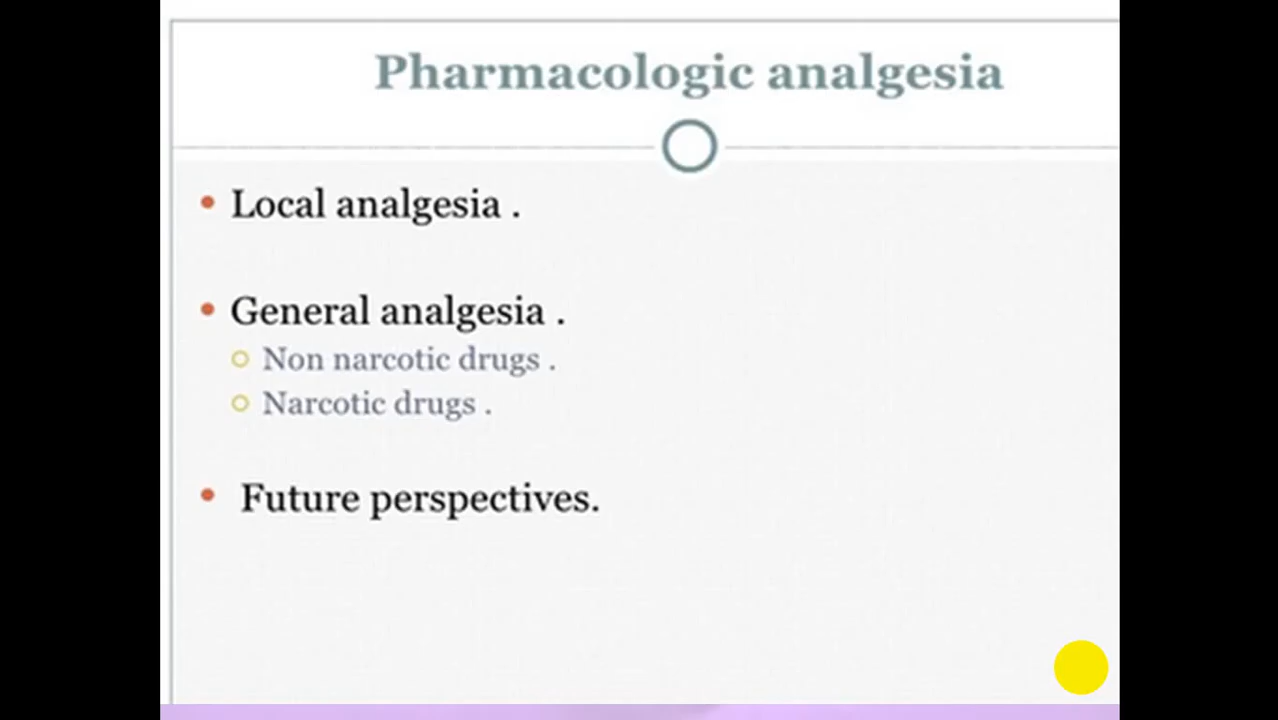 Pharmacologic analgesia
Local analgesia .
General analgesia .
Non narcotic drugs .
Narcotic drugs .
Future perspectives.